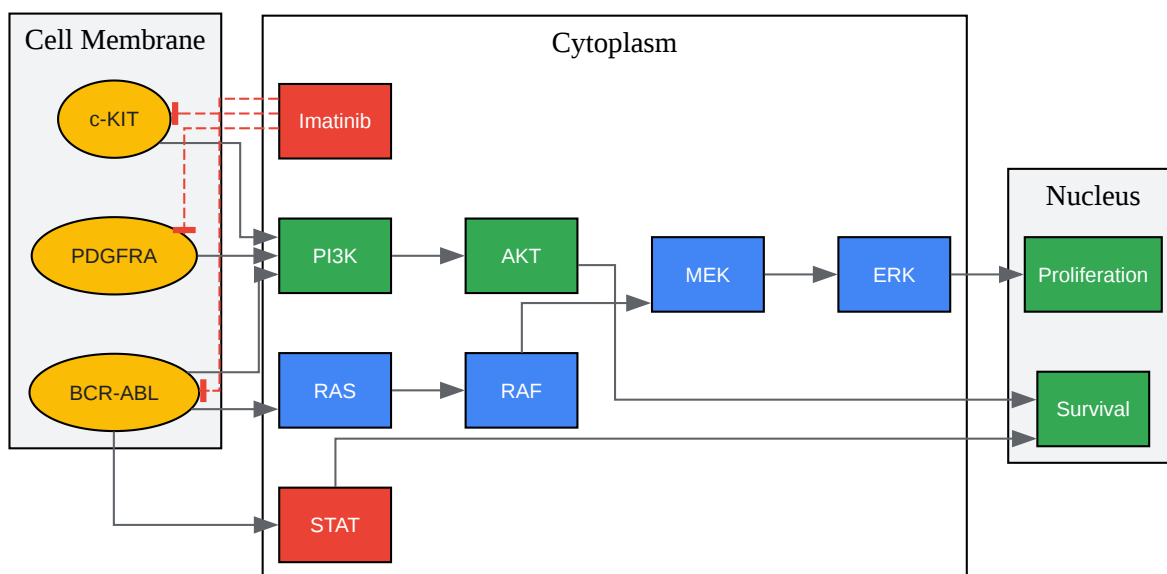 Cell Membrane
Cytoplasm
c-KIT
Imatinib
Nucleus
PDGFRA
PI3K
AKT
MEK
ERK
Proliferation
BCR-ABL
RAS
RAF
Survival
STAT